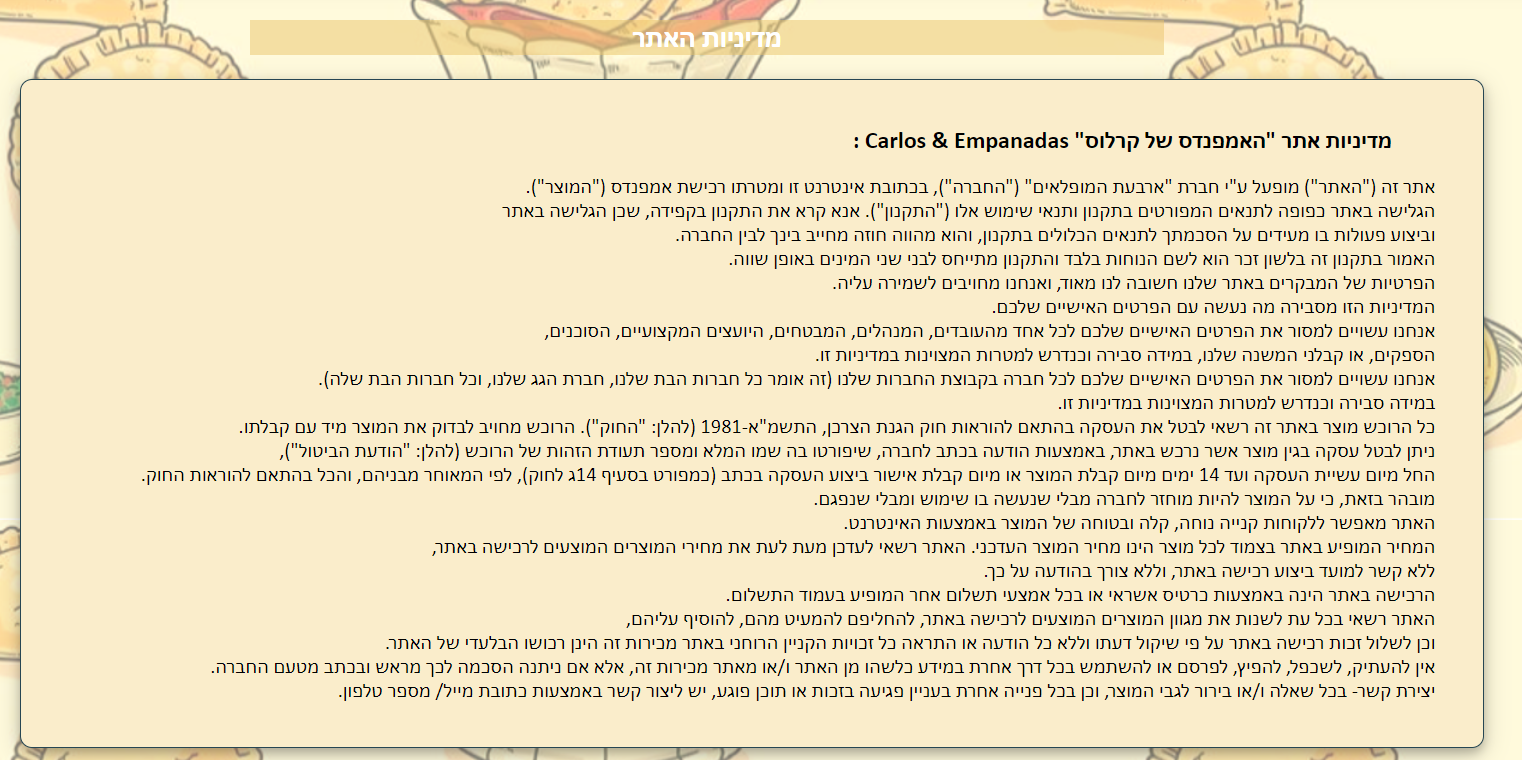 מדיניות האתר
מדיניות אתר "האמפנדס של קרלוס" Carlos & Empanadas :
אתר זה ("האתר") מופעל ע"י חברת "ארבעת המופלאים" ("החברה"), בכתובת אינטרנט זו ומטרתו רכישת אמפנדס ("המוצר").
הגלישה באתר כפופה לתנאים המפורטים בתקנון ותנאי שימוש אלו ("התקנון"). אנא קרא את התקנון בקפידה, שכן הגלישה באתר
וביצוע פעולות בו מעידים על הסכמתך לתנאים הכלולים בתקנון, והוא מהווה חוזה מחייב בינך לבין החברה.
האמור בתקנון זה בלשון זכר הוא לשם הנוחות בלבד והתקנון מתייחס לבני שני המינים באופן שווה.
הפרטיות של המבקרים באתר שלנו חשובה לנו מאוד, ואנחנו מחויבים לשמירה עליה.
המדיניות הזו מסבירה מה נעשה עם הפרטים האישיים שלכם.
אנחנו עשויים למסור את הפרטים האישיים שלכם לכל אחד מהעובדים, המנהלים, המבטחים, היועצים המקצועיים, הסוכנים,
הספקים, או קבלני המשנה שלנו, במידה סבירה וכנדרש למטרות המצוינות במדיניות זו.
אנחנו עשויים למסור את הפרטים האישיים שלכם לכל חברה בקבוצת החברות שלנו (זה אומר כל חברות הבת שלנו, חברת הגג שלנו, וכל חברות הבת שלה).
במידה סבירה וכנדרש למטרות המצוינות במדיניות זו.
כל הרוכש מוצר באתר זה רשאי לבטל את העסקה בהתאם להוראות חוק הגנת הצרכן, התשמ"א-1981 (להלן: "החוק"). הרוכש מחויב לבדוק את המוצר מיד עם קבלתו.
ניתן לבטל עסקה בגין מוצר אשר נרכש באתר, באמצעות הודעה בכתב לחברה, שיפורטו בה שמו המלא ומספר תעודת הזהות של הרוכש (להלן: "הודעת הביטול"),
החל מיום עשיית העסקה ועד 14 ימים מיום קבלת המוצר או מיום קבלת אישור ביצוע העסקה בכתב (כמפורט בסעיף 14ג לחוק), לפי המאוחר מבניהם, והכל בהתאם להוראות החוק.
מובהר בזאת, כי על המוצר להיות מוחזר לחברה מבלי שנעשה בו שימוש ומבלי שנפגם.
האתר מאפשר ללקוחות קנייה נוחה, קלה ובטוחה של המוצר באמצעות האינטרנט.
המחיר המופיע באתר בצמוד לכל מוצר הינו מחיר המוצר העדכני. האתר רשאי לעדכן מעת לעת את מחירי המוצרים המוצעים לרכישה באתר,
ללא קשר למועד ביצוע רכישה באתר, וללא צורך בהודעה על כך.
הרכישה באתר הינה באמצעות כרטיס אשראי או בכל אמצעי תשלום אחר המופיע בעמוד התשלום.
האתר רשאי בכל עת לשנות את מגוון המוצרים המוצעים לרכישה באתר, להחליפם להמעיט מהם, להוסיף עליהם,
וכן לשלול זכות רכישה באתר על פי שיקול דעתו וללא כל הודעה או התראה כל זכויות הקניין הרוחני באתר מכירות זה הינן רכושו הבלעדי של האתר.
אין להעתיק, לשכפל, להפיץ, לפרסם או להשתמש בכל דרך אחרת במידע כלשהו מן האתר ו/או מאתר מכירות זה, אלא אם ניתנה הסכמה לכך מראש ובכתב מטעם החברה.
יצירת קשר- בכל שאלה ו/או בירור לגבי המוצר, וכן בכל פנייה אחרת בעניין פגיעה בזכות או תוכן פוגע, יש ליצור קשר באמצעות כתובת מייל/ מספר טלפון.